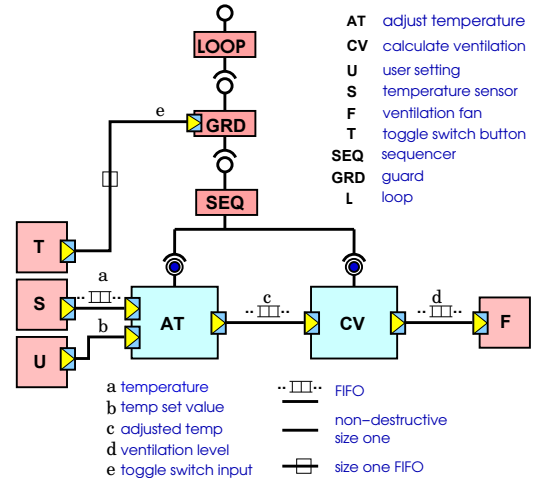 LOOP
AT adjust temperature
CV calculate ventilation
U user setting
S temperature sensor
F ventilation fan
T toggle switch button
SEQ sequencer
GRD guard
L loop
e
GRD
SEQ
T
a
S
AT
c
CV
d
F
b
U
a temperature
b temp set value
c adjusted temp
d ventilation level
e toggle switch input
FIFO
non-destructive
size one
size one FIFO